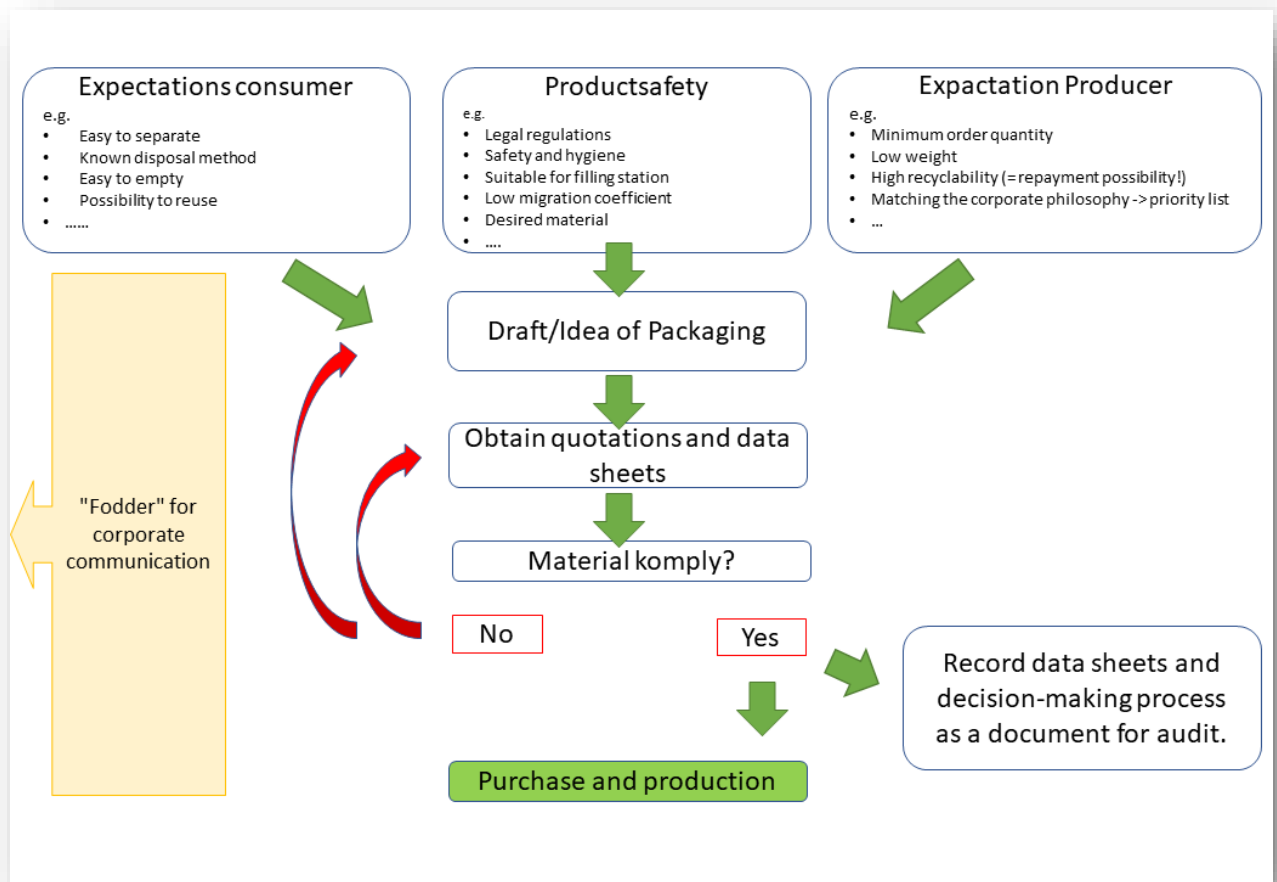 Expections consumer
e.g.
• Easy to separate
• Known disposal method
• Easy to empty
• Possibility to reuse
• ......
Productsafety
e.g.
• Legal regulations
• Safety and hygiene
• Suitable for filling station
• Low migration coefficient
• Desired material
• ....
Expactation Producer
e.g.
• Minimum order quantity
• Low weight
• High recyclability (= repayment possibility!)
• Matching the corporate philosophy -> priority list
• ...
Draft/Idea of Packaging
Obtain quotations and data
sheets
"Fodder" for
corporate
communication
Material komply?
No
Yes
Record data sheets and
decision-making process
as a document for audit.
Purchase and production